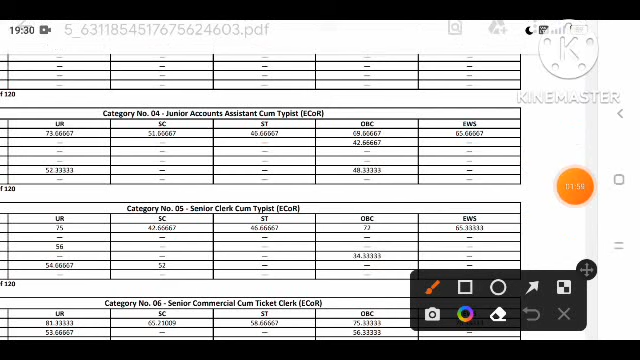 19:30 5_6311854517675624603.pdf
K
KINEMASTER
of 120
Category No. 04 - Junior Accounts Assistant Cum Typist (ECoR)
UR SC ST OBC EWS
73.66667 51.66667 46.66667 69.66667 65.66667
— — — 42.66667 —
— — — — —
— — — — —
52.33333 — — 48.33333 —
— — — — —
of 120
01:56
Category No. 05 - Senior Clerk Cum Typist (ECoR)
UR SC ST OBC EWS
75 42.66667 46.66667 72 65.33333
— — — — —
56 — — — —
— — — 34.33333 —
54.66667 52 — —
— — — —
Category No. 06 - Senior Commercial Cum Ticket Clerk (ECoR)
UR SC ST OBC
81.33333 65.21009 58.66667 75.33333
53.66667 — — 56.33333